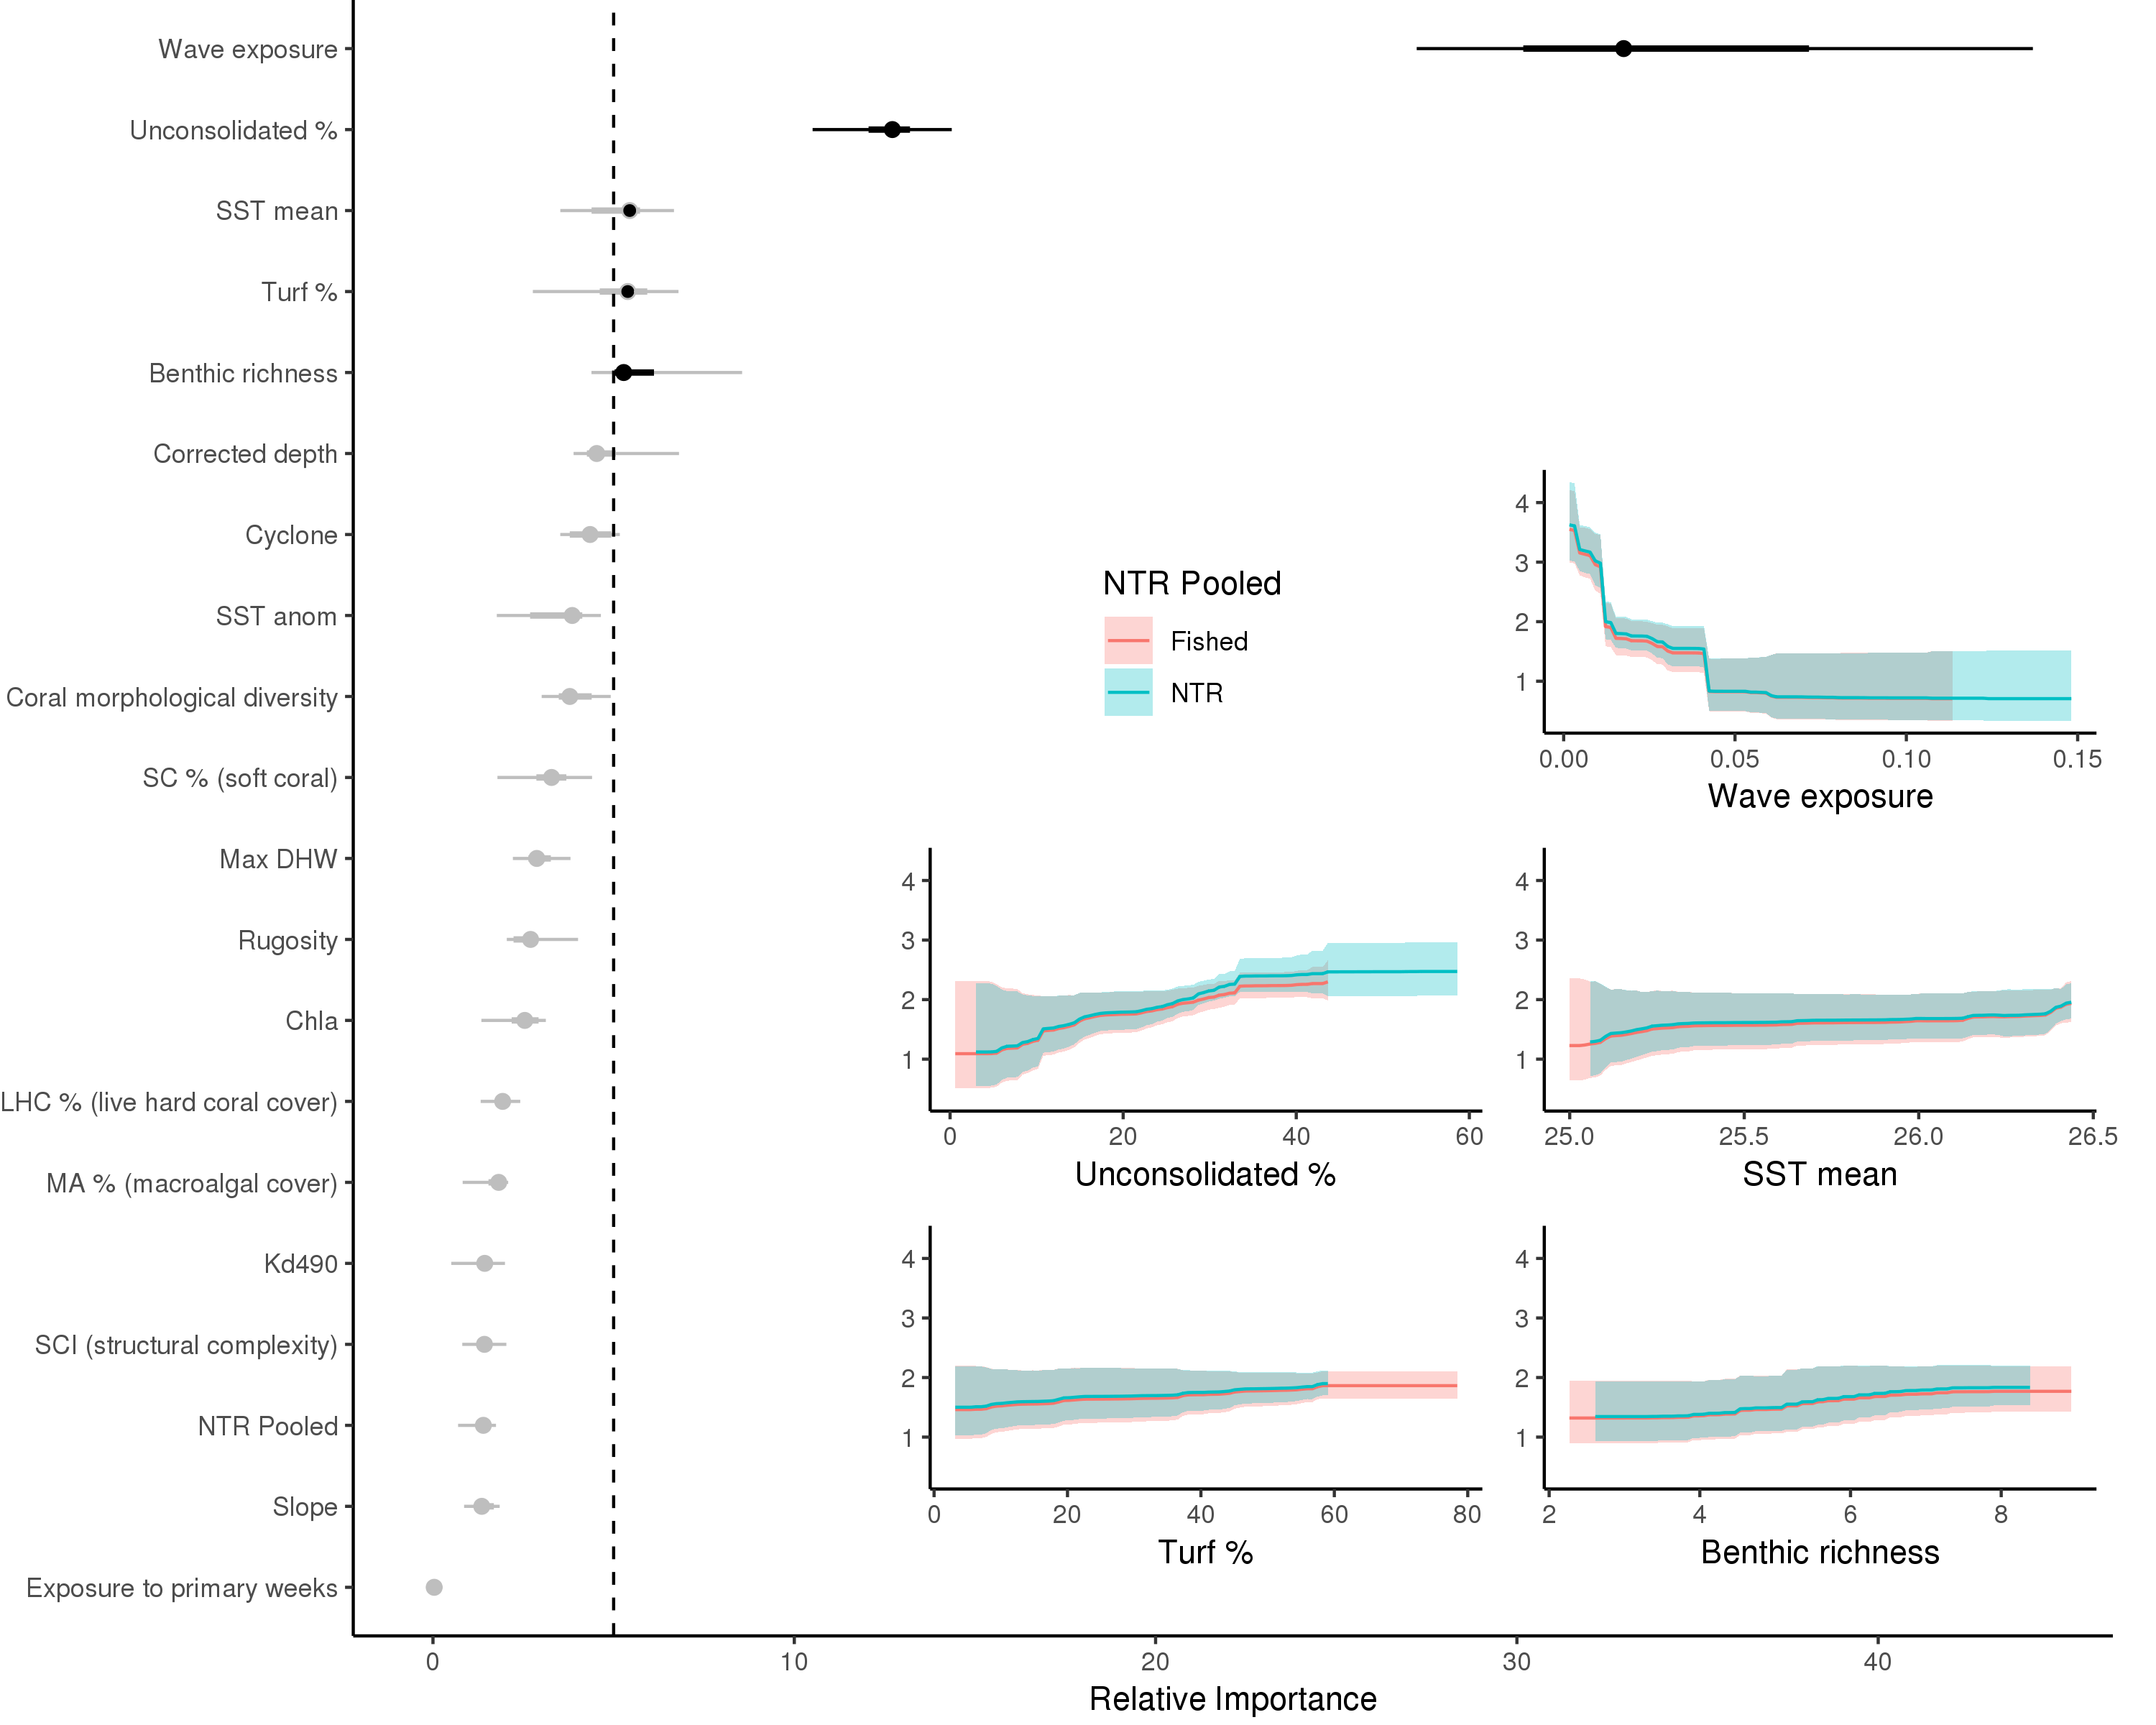 Wave exposure
Unconsolidated %
SST mean
Turf %
Benthic richness
Corrected depth
Cyclone
SST anom
Coral morphological diversity
SC % (soft coral)
Max DHW
Rugosity
Chla
LHC % (live hard coral cover)
MA % (macroalgal cover)
Kd490
SCI (structural complexity)
NTR Pooled
Slope
Exposure to primary weeks
0 10 20 30 40
Relative Importance
NTR Pooled
Fished
NTR
4
3
2
1
0.00 0.05 0.10 0.15
Wave exposure
4
3
2
1
0 20 40 60
Unconsolidated %
4
3
2
1
25.0 25.5 26.0 26.5
SST mean
4
3
2
1
0 20 40 60 80
Turf %
4
3
2
1
2 4 6 8
Benthic richness